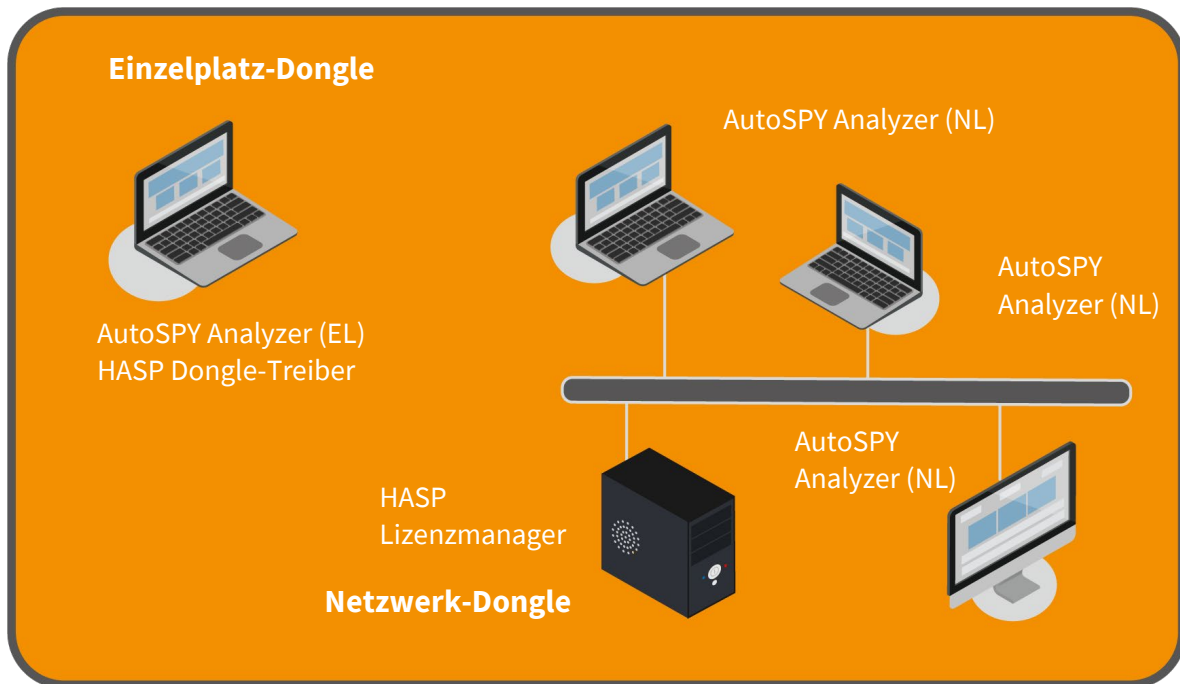 Einzelplatz-Dongle
AutoSPY Analyzer (EL)
HASP Dongle-Treiber
AutoSPY Analyzer (NL)
AutoSPY
Analyzer (NL)
AutoSPY
Analyzer (NL)
HASP
Lizenzmanager
Netzwerk-Dongle